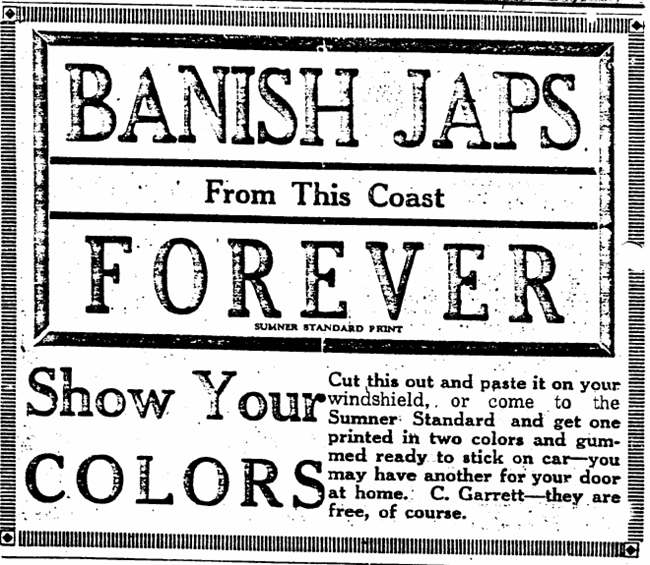 BANISH JAPS
From This Coast
FOREVER
SUMNER STANDARD PRINT
Show Your
COLORS
Cut this out and paste it on your
windshield, or come to the
Sumner Standard and get one
printed in two colors and gum-
med ready to stick on car—you
may have another for your door
at home. C. Garrett—they are
free, of course.